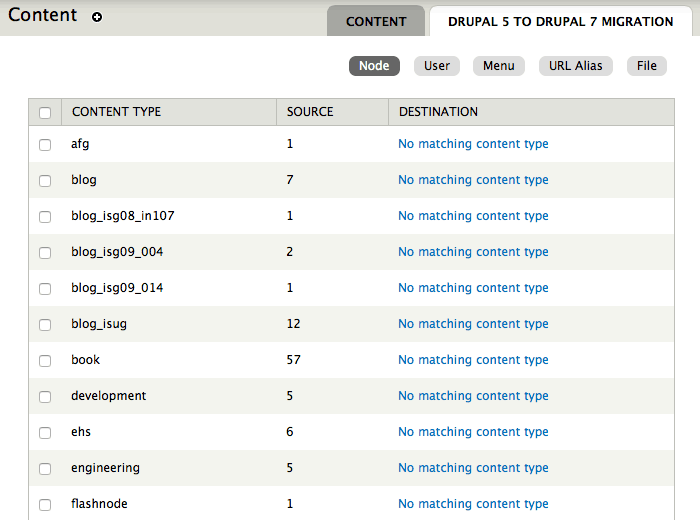 Content
CONTENT
DRUPAL 5 TO DRUPAL 7 MIGRATION
Node User Menu URL Alias File
CONTENT TYPE SOURCE DESTINATION
afg 1 No matching content type
blog 7 No matching content type
blog_isg08_in107 1 No matching content type
blog_isg09_004 2 No matching content type
blog_isg09_014 1 No matching content type
blog_isug 12 No matching content type
book 57 No matching content type
development 5 No matching content type
ehs 6 No matching content type
engineering 5 No matching content type
flashnode 1 No matching content type